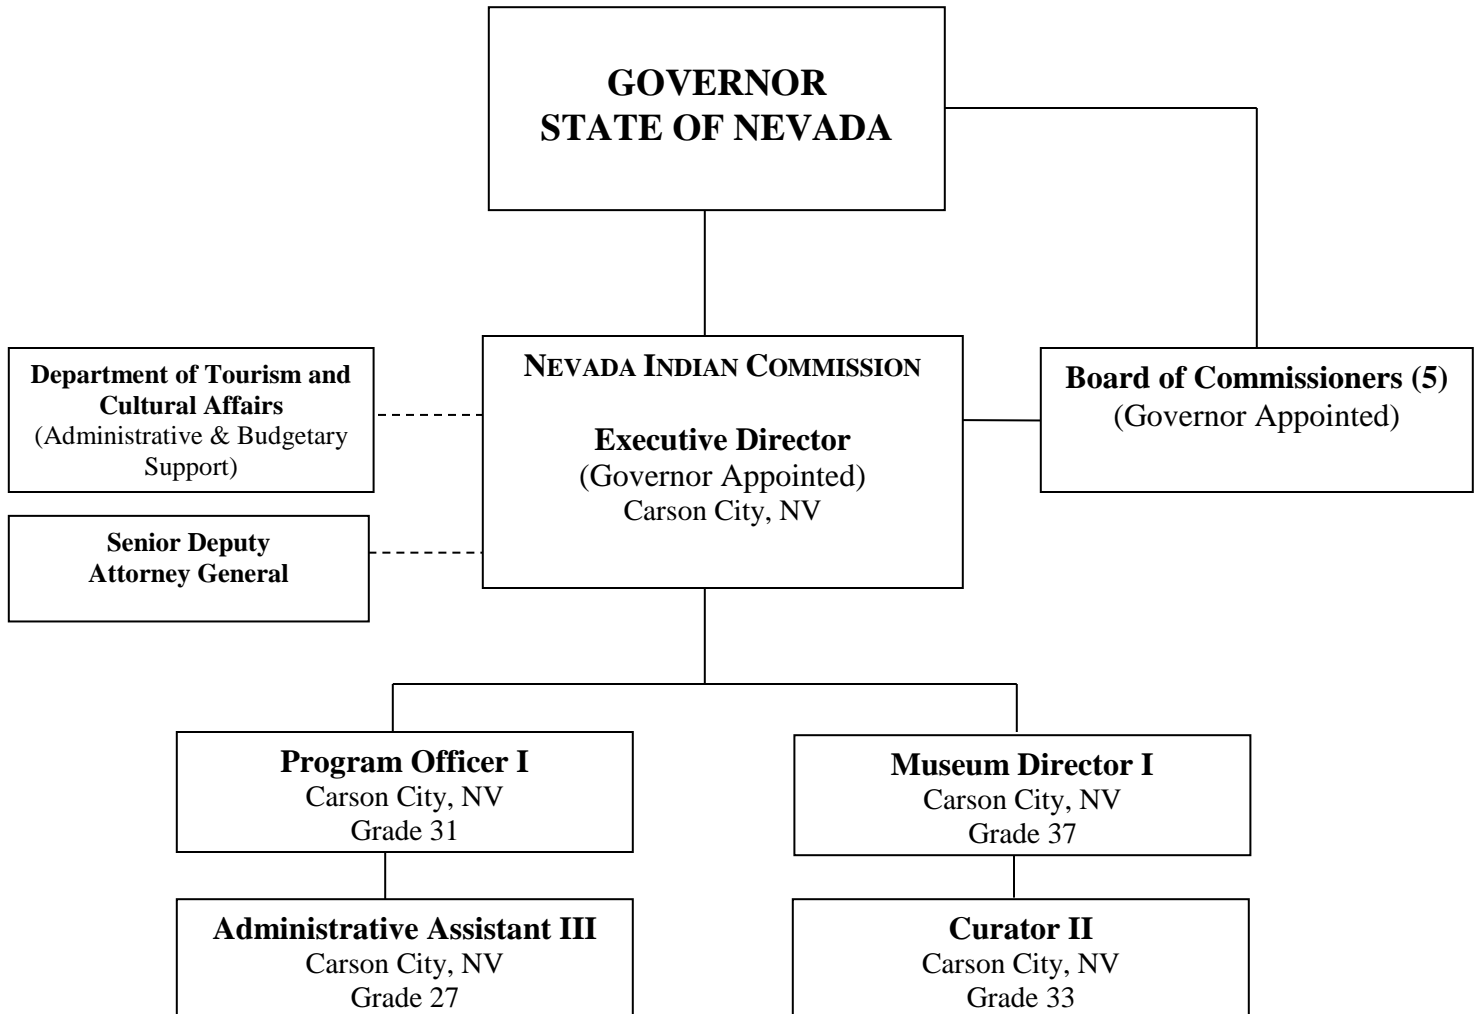 GOVERNOR
STATE OF NEVADA
Department of Tourism and
Cultural Affairs
(Administrative & Budgetary
Support)
Senior Deputy
Attorney General
NEVADA INDIAN COMMISSION
Executive Director
(Governor Appointed)
Carson City, NV
Board of Commissioners (5)
(Governor Appointed)
Program Officer I
Carson City, NV
Grade 31
Museum Director I
Carson City, NV
Grade 37
Administrative Assistant III
Carson City, NV
Grade 27
Curator II
Carson City, NV
Grade 33